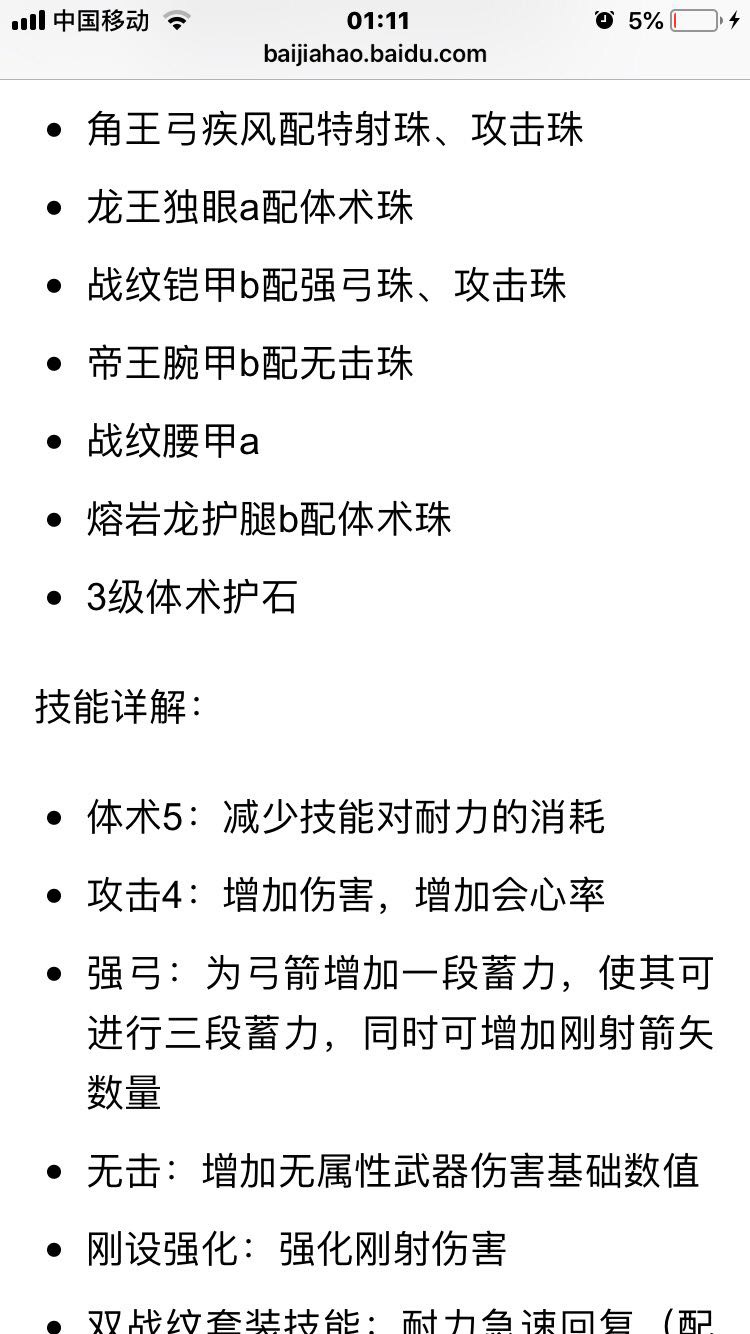 中国移动 01:11 5%
baijiahao.baidu.com
角王弓疾风配特射珠、攻击珠
龙王独眼a配体术珠
战纹铠甲b配强弓珠、攻击珠
帝王腕甲b配无击珠
战纹腰甲a
熔岩龙护腿b配体术珠
3级体术护石
技能详解：
体术5：减少技能对耐力的消耗
攻击4：增加伤害，增加会心率
强弓：为弓箭增加一段蓄力，使其可
进行三段蓄力，同时可增加刚射箭矢
数量
无击：增加无属性武器伤害基础数值
刚设强化：强化刚射伤害
双战纹套装技能：耐力急速回复（配